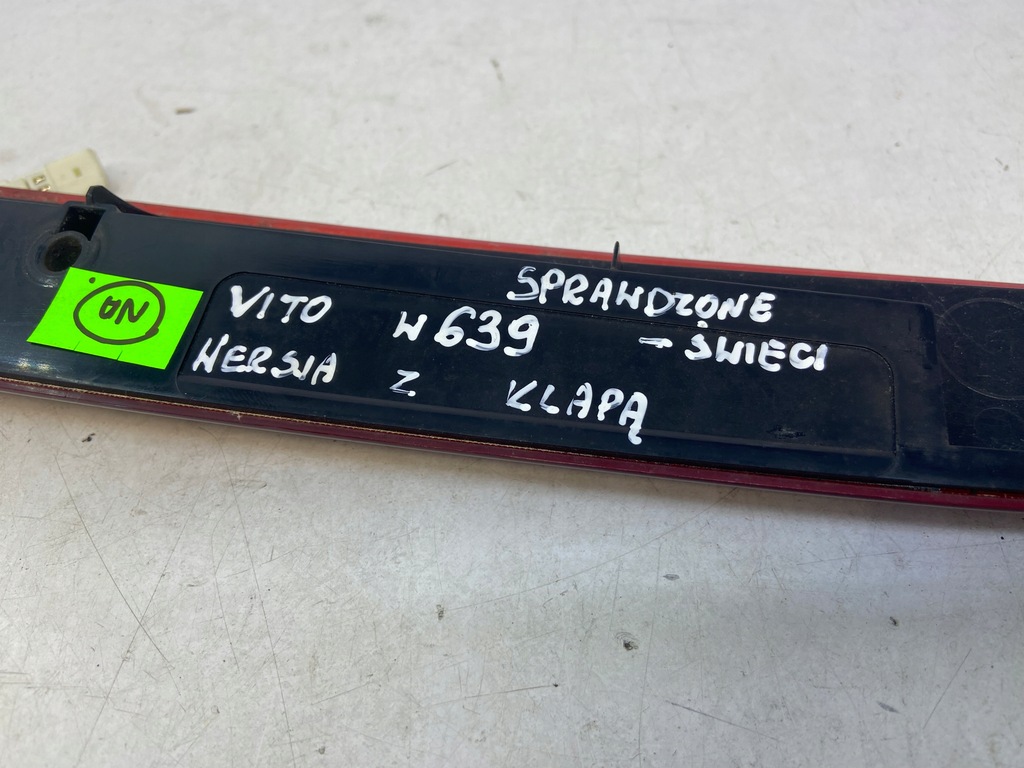 SPRAWDZONE
VITO W639 - ŚWIECI
WERSJA Z KLAPĄ
NA